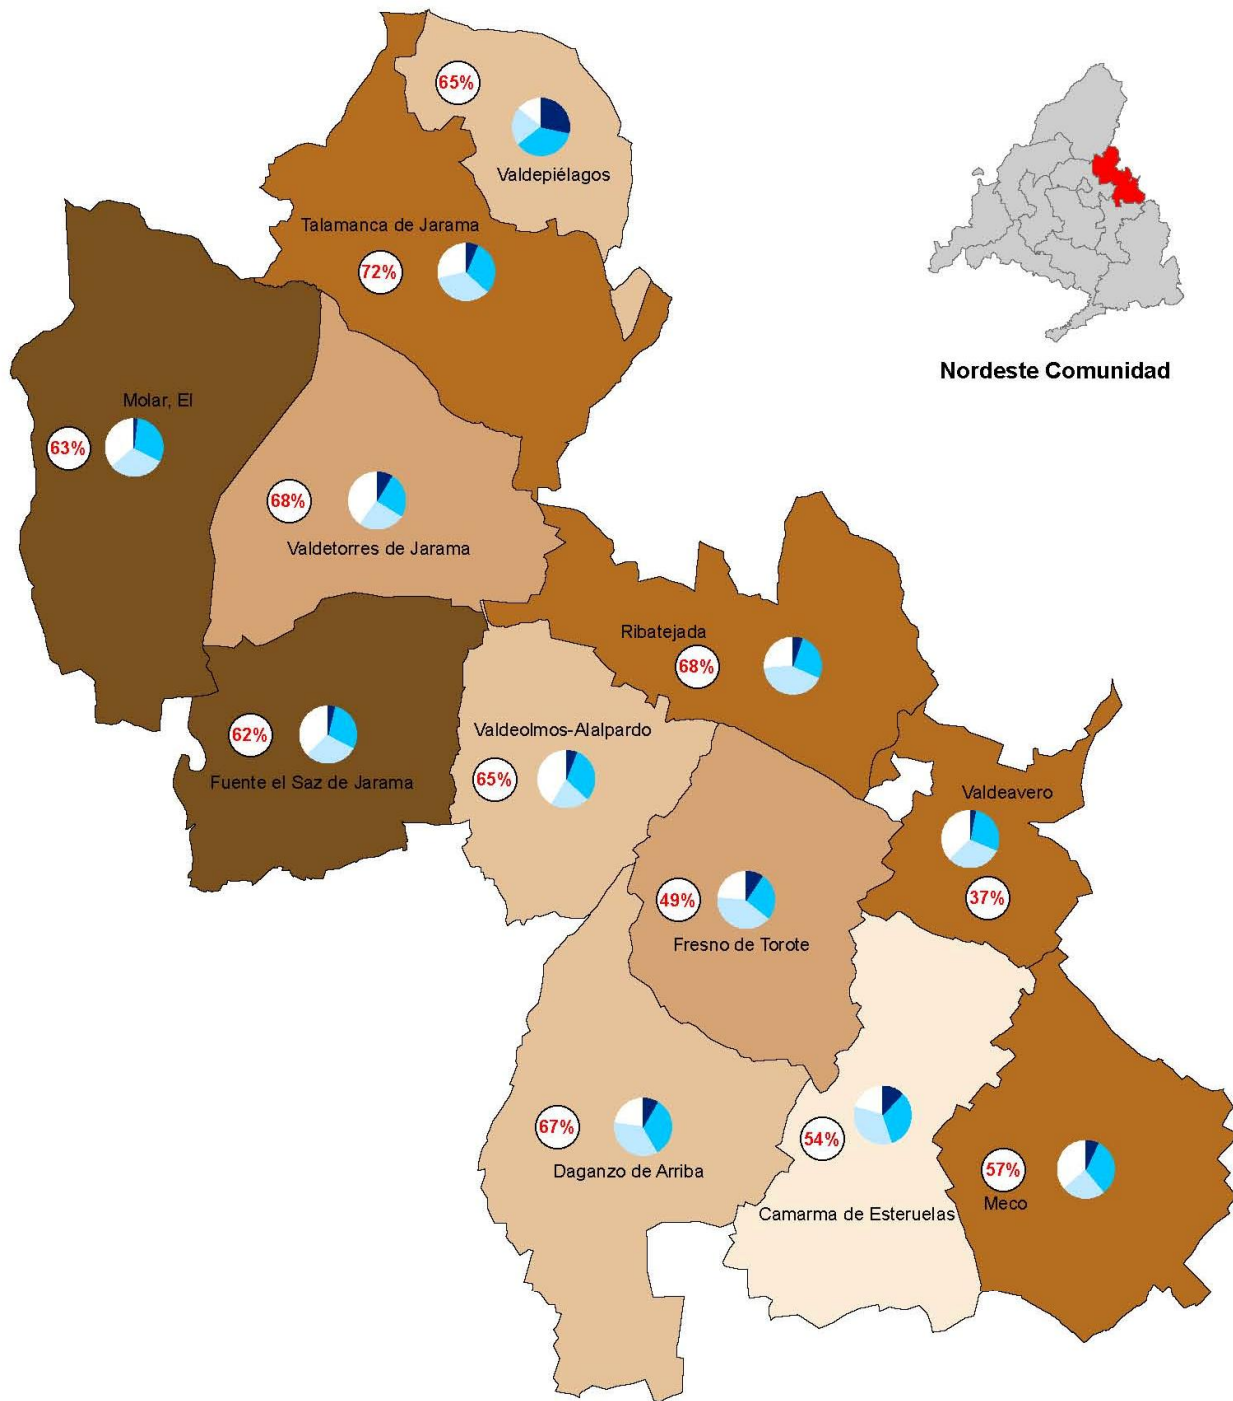 65%
Valdepiélagos
Talamanca de Jarama
72%
Nordeste Comunidad
Molar, El
63%
68%
Valdetorres de Jarama
Ribatejada
68%
62%
Fuente el Saz de Jarama
Valdeolmos-Alalpardo
65%
Valdeavero
37%
49%
Fresno de Torote
67%
Daganzo de Arriba
54%
Camarma de Esteruelas
57%
Meco